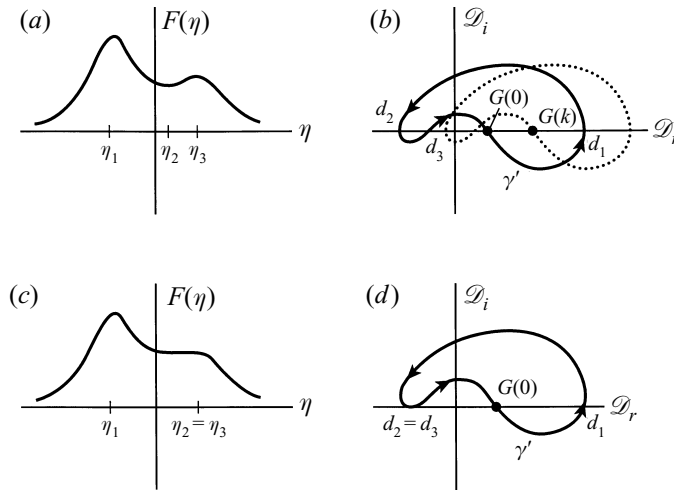 (a)
F(η)
η
η₁
η₂
η₃
(b)
𝒟ᵢ
G(0)
G(k)
d₂
d₃
d₁
𝒟ᵣ
γ′
(c)
F(η)
η
η₁
η₂ = η₃
(d)
𝒟ᵢ
G(0)
d₂ = d₃
d₁
𝒟ᵣ
γ′